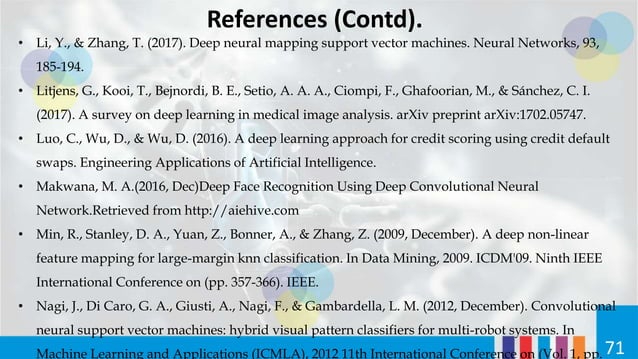 References (Contd).
• Li, Y., & Zhang, T. (2017). Deep neural mapping support vector machines. Neural Networks, 93,
185-194.
• Litjens, G., Kooi, T., Bejnordi, B. E., Setio, A. A. A., Ciompi, F., Ghafoorian, M., & Sánchez, C. I.
(2017). A survey on deep learning in medical image analysis. arXiv preprint arXiv:1702.05747.
• Luo, C., Wu, D., & Wu, D. (2016). A deep learning approach for credit scoring using credit default
swaps. Engineering Applications of Artificial Intelligence.
• Makwana, M. A.(2016, Dec)Deep Face Recognition Using Deep Convolutional Neural
Network.Retrieved from http://aiehive.com
• Min, R., Stanley, D. A., Yuan, Z., Bonner, A., & Zhang, Z. (2009, December). A deep non-linear
feature mapping for large-margin knn classification. In Data Mining, 2009. ICDM'09. Ninth IEEE
International Conference on (pp. 357-366). IEEE.
• Nagi, J., Di Caro, G. A., Giusti, A., Nagi, F., & Gambardella, L. M. (2012, December). Convolutional
neural support vector machines: hybrid visual pattern classifiers for multi-robot systems. In
Machine Learning and Applications (ICMLA), 2012 11th International Conference on (Vol. 1, pp.
71